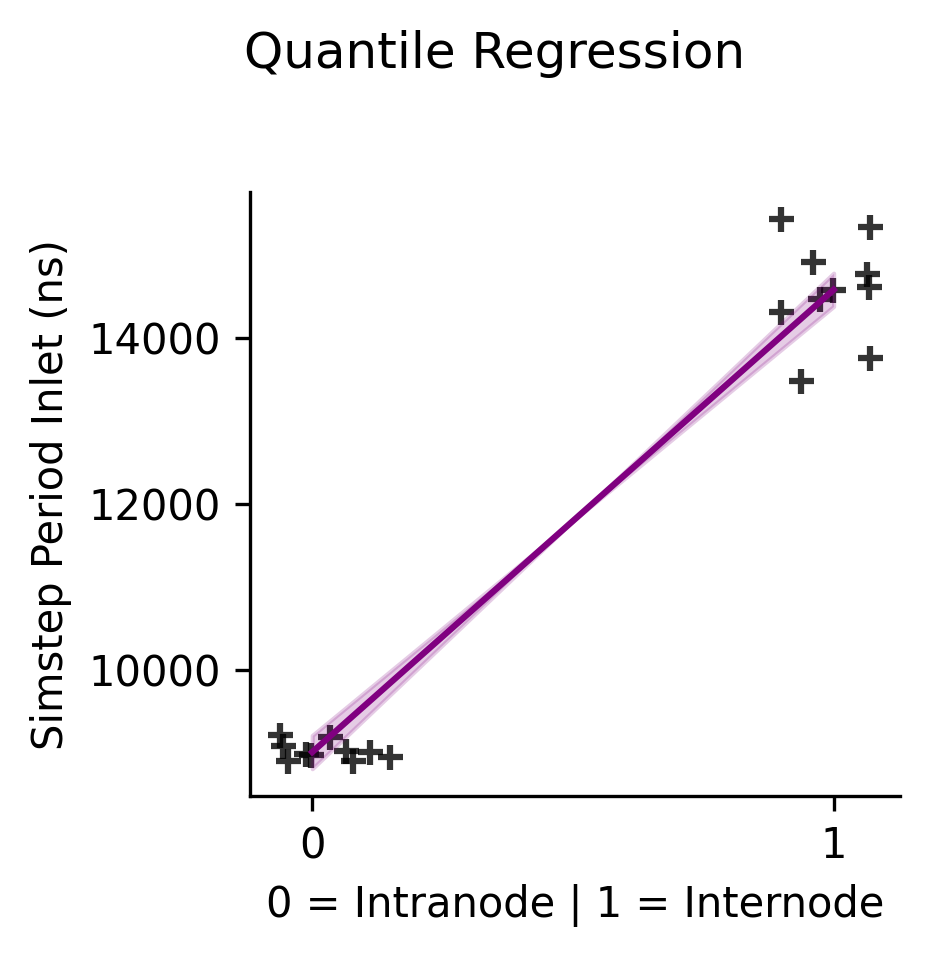 Quantile Regression
Simstep Period Inlet (ns)
14000
12000
10000
0 1
0 = Intranode | 1 = Internode